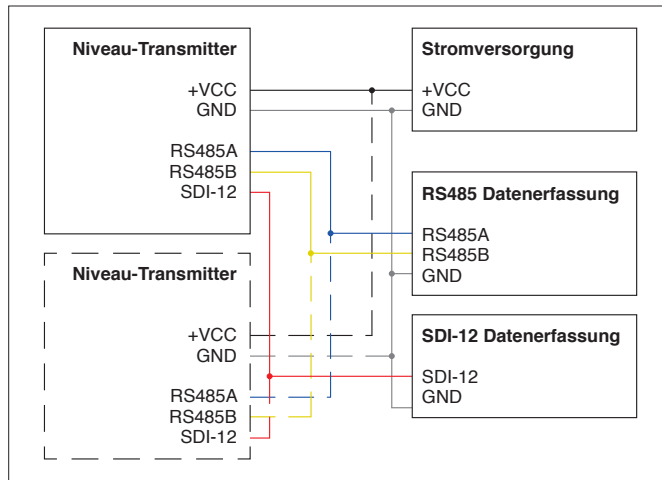 Niveau-Transmitter
+VCC
GND
RS485A
RS485B
SDI-12
Stromversorgung
+VCC
GND
RS485 Datenerfassung
RS485A
RS485B
GND
Niveau-Transmitter
+VCC
GND
RS485A
RS485B
SDI-12
SDI-12 Datenerfassung
SDI-12
GND